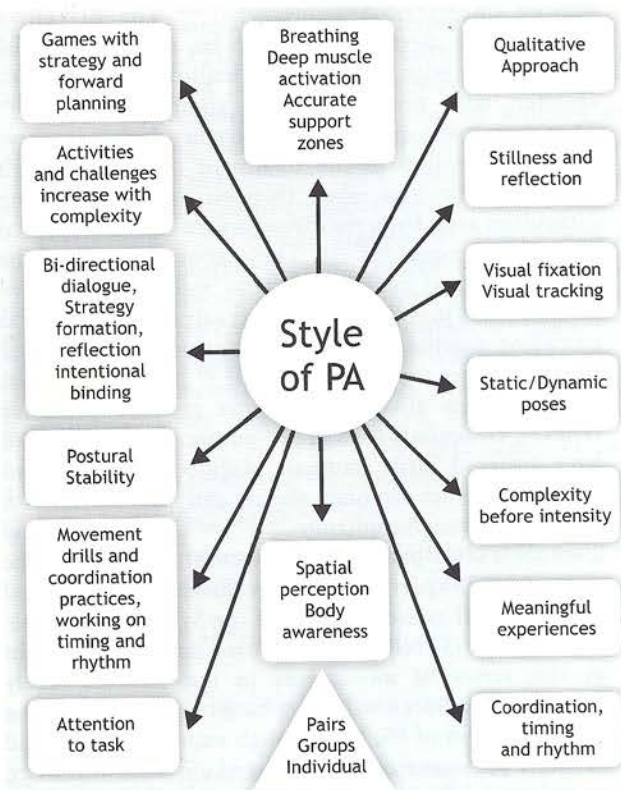 Games with
strategy and
forward
planning
Activities
and challenges
increase with
complexity
Bi-directional
dialogue,
Strategy
formation,
reflection
intentional
binding
Postural
Stability
Movement
drills and
coordination
practices,
working on
timing and
rhythm
Attention
to task
Breathing
Deep muscle
activation
Accurate
support
zones
Style
of PA
Spatial
perception
Body
awareness
Pairs
Groups
Individual
Qualitative
Approach
Stillness and
reflection
Visual fixation
Visual tracking
Static/Dynamic
poses
Complexity
before intensity
Meaningful
experiences
Coordination,
timing
and rhythm